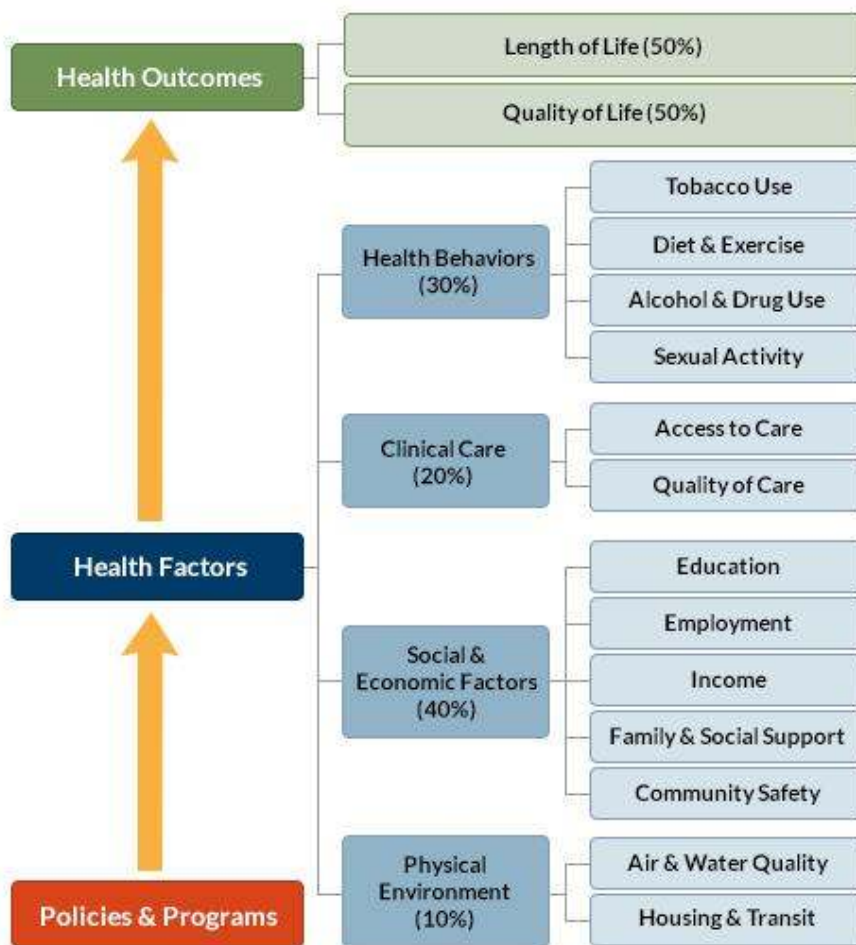 Health Outcomes
Length of Life (50%)
Quality of Life (50%)
Health Factors
Health Behaviors
(30%)
Tobacco Use
Diet & Exercise
Alcohol & Drug Use
Sexual Activity
Clinical Care
(20%)
Access to Care
Quality of Care
Social &
Economic Factors
(40%)
Education
Employment
Income
Family & Social Support
Community Safety
Physical
Environment
(10%)
Air & Water Quality
Housing & Transit
Policies & Programs